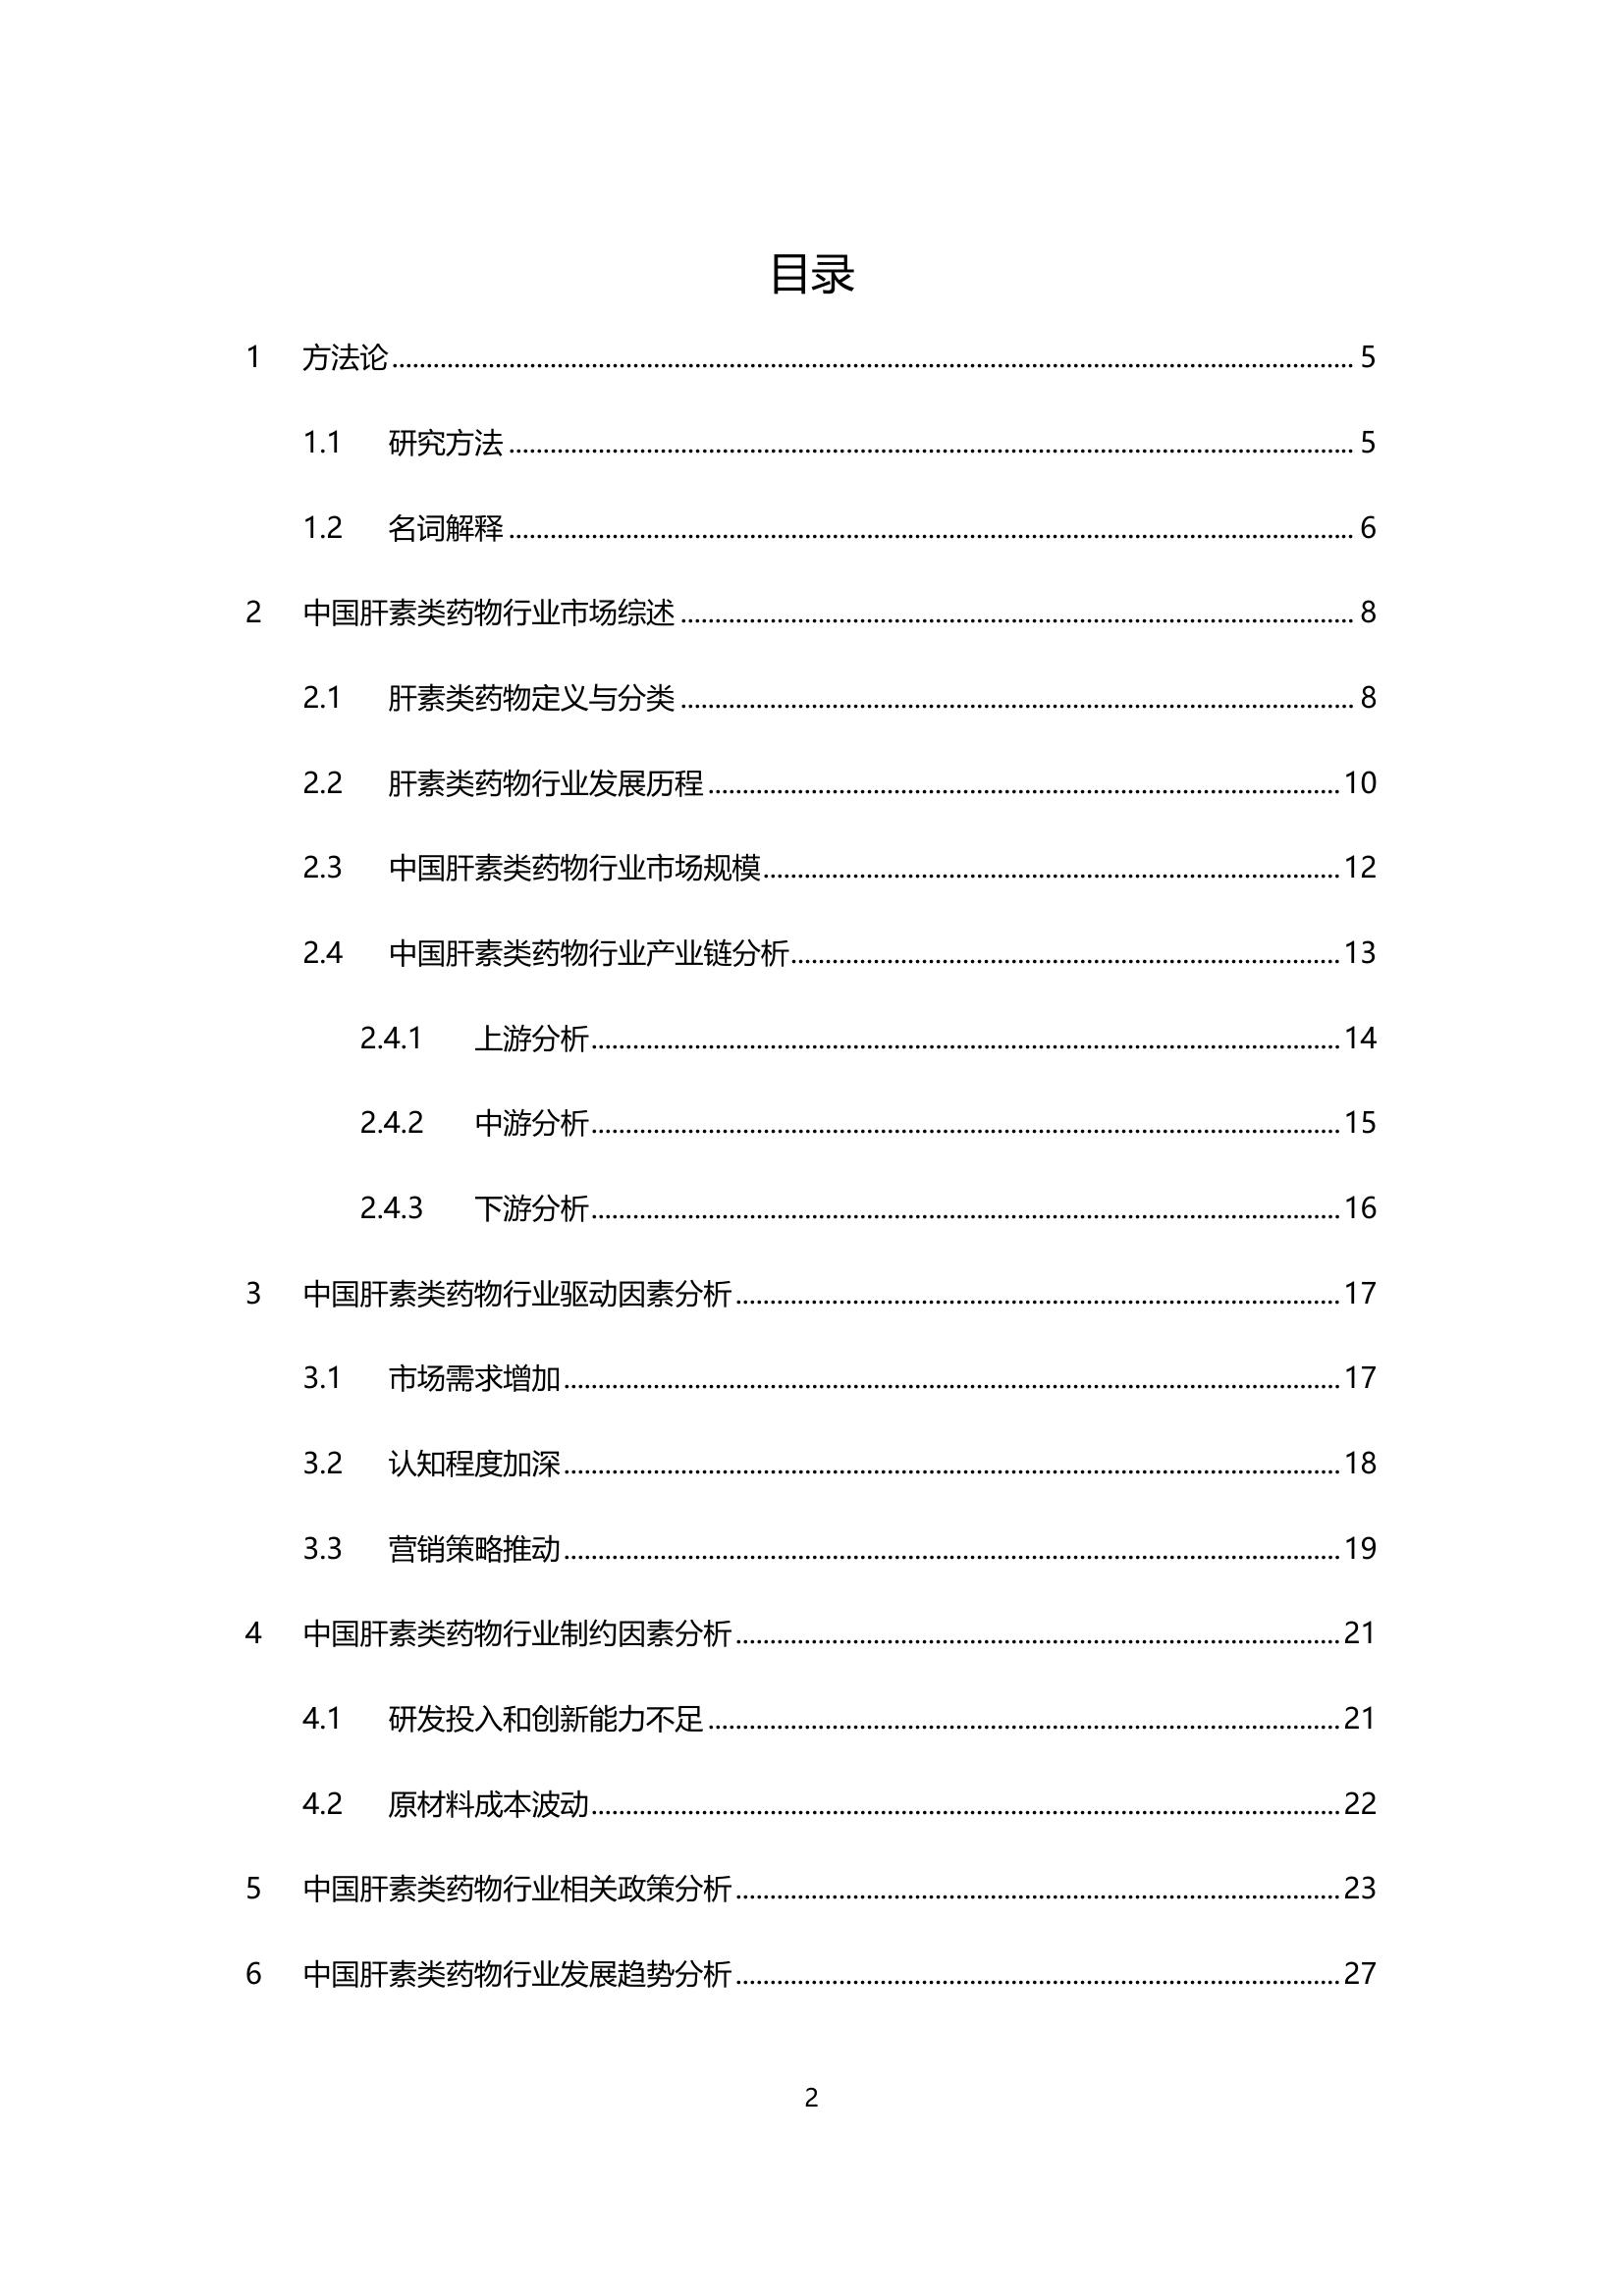 目录
1 方法论 5
1.1 研究方法 5
1.2 名词解释 6
2 中国肝素类药物行业市场综述 8
2.1 肝素类药物定义与分类 8
2.2 肝素类药物行业发展历程 10
2.3 中国肝素类药物行业市场规模 12
2.4 中国肝素类药物行业产业链分析 13
2.4.1 上游分析 14
2.4.2 中游分析 15
2.4.3 下游分析 16
3 中国肝素类药物行业驱动因素分析 17
3.1 市场需求增加 17
3.2 认知程度加深 18
3.3 营销策略推动 19
4 中国肝素类药物行业制约因素分析 21
4.1 研发投入和创新能力不足 21
4.2 原材料成本波动 22
5 中国肝素类药物行业相关政策分析 23
6 中国肝素类药物行业发展趋势分析 27
2